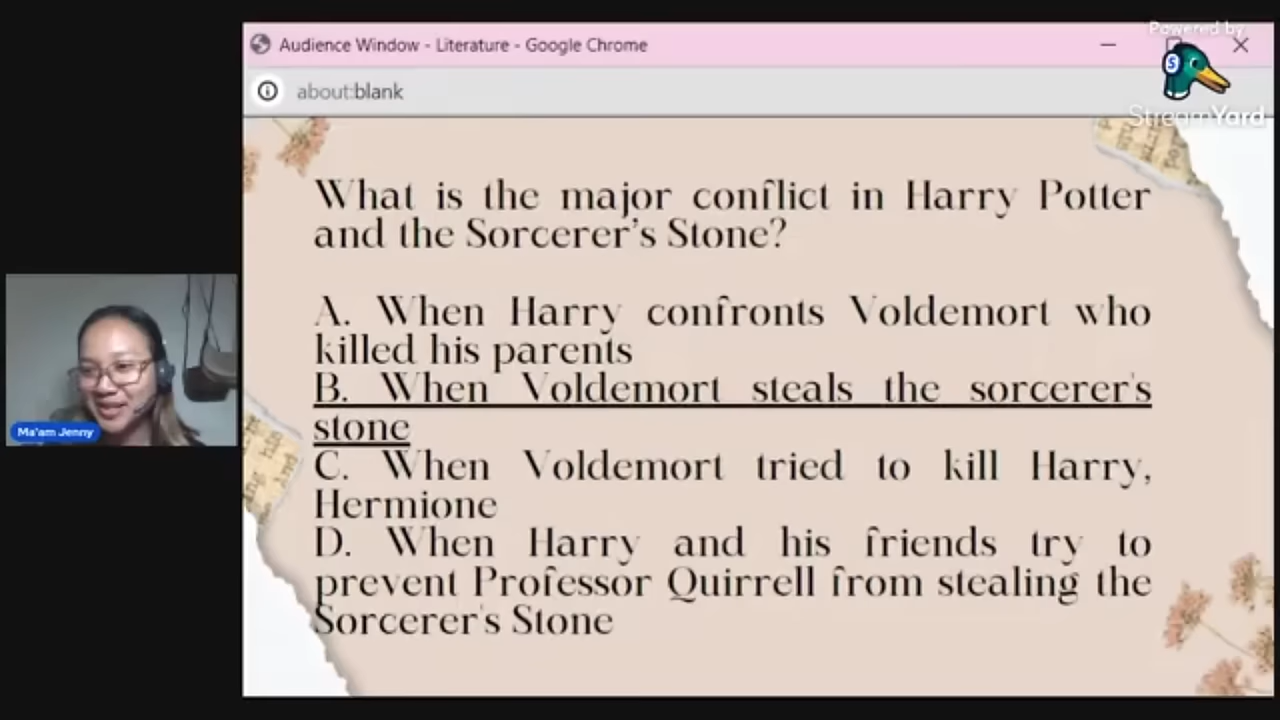 Audience Window - Literature - Google Chrome
Powered by
about:blank
StreamYard
What is the major conflict in Harry Potter
and the Sorcerer's Stone?
A. When Harry confronts Voldemort who
killed his parents
B. When Voldemort steals the sorcerer's
stone
C. When Voldemort tried to kill Harry,
Hermione
D. When Harry and his friends try to
prevent Professor Quirrell from stealing the
Sorcerer's Stone
Ma'am Jenny